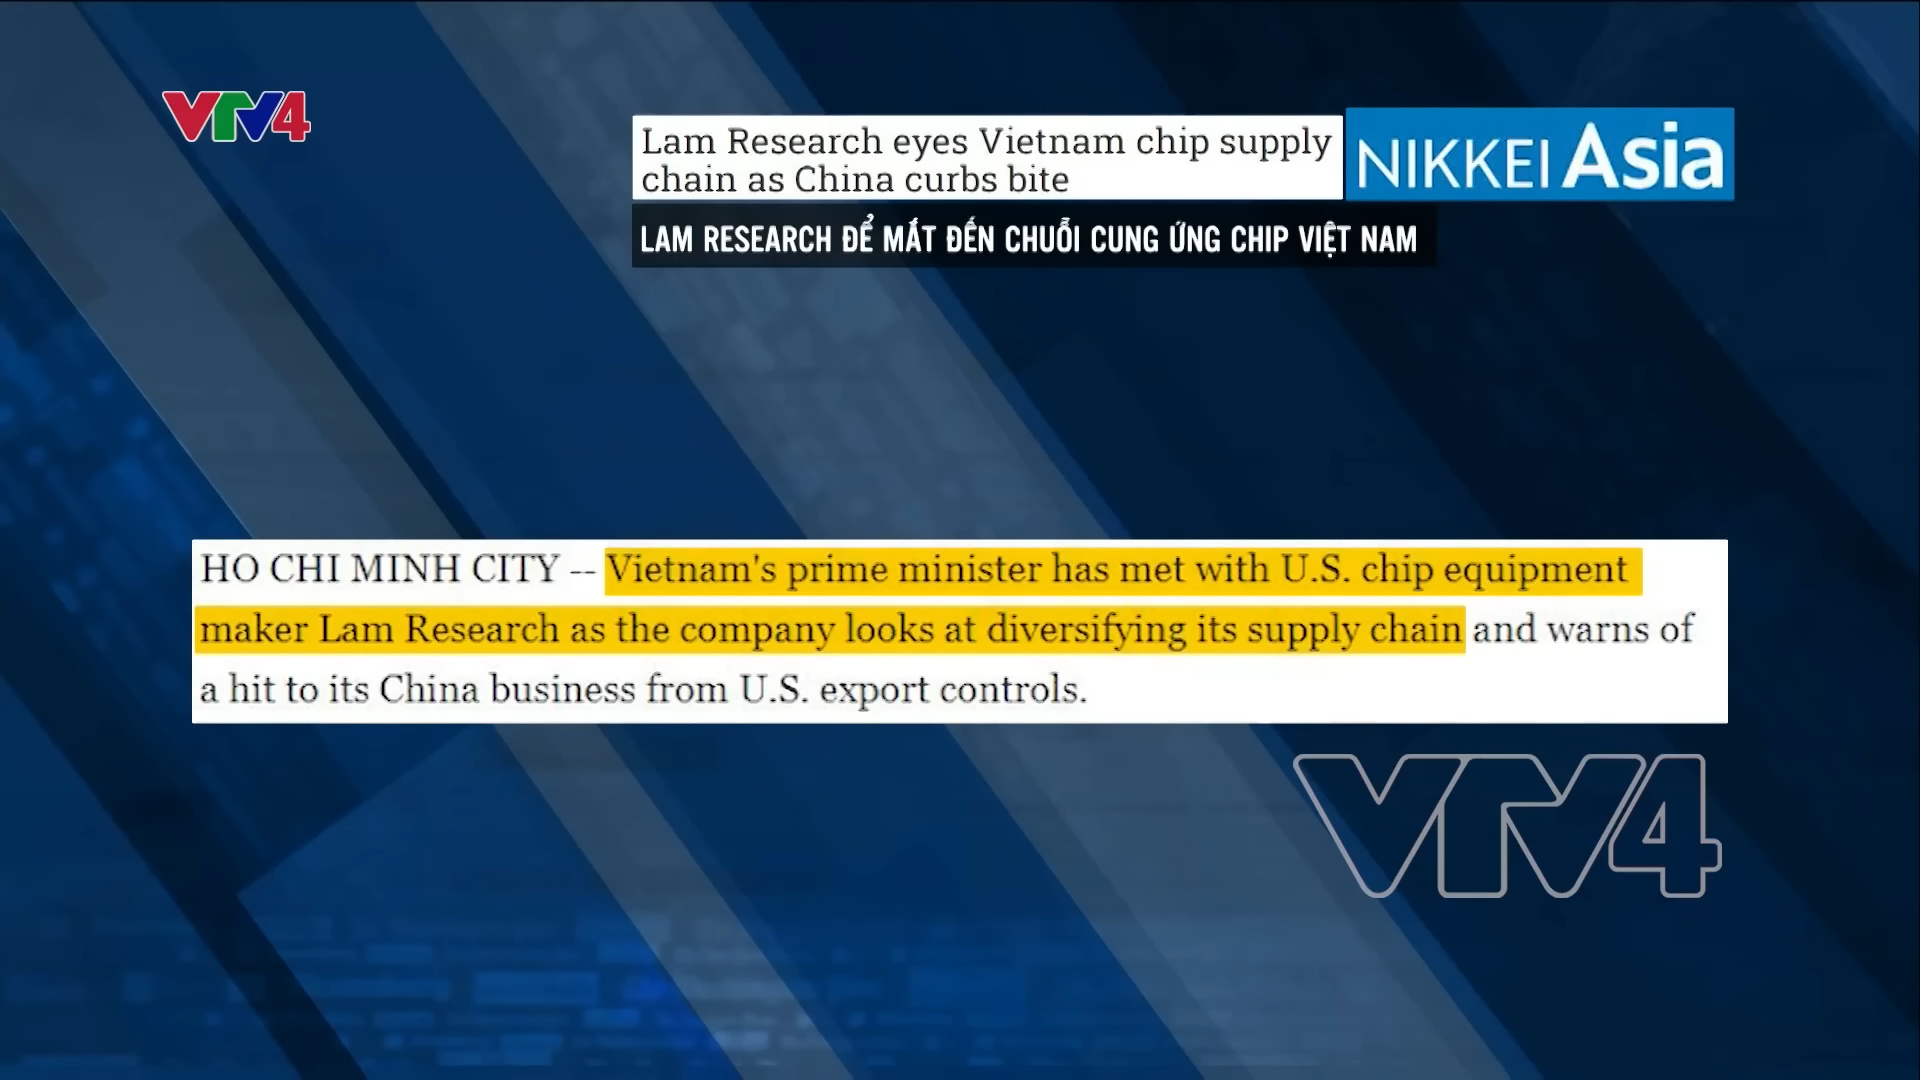 VTV4
Lam Research eyes Vietnam chip supply
chain as China curbs bite
NIKKEI Asia
LAM RESEARCH ĐỂ MẮT ĐẾN CHUỖI CUNG ỨNG CHIP VIỆT NAM
HO CHI MINH CITY -- Vietnam's prime minister has met with U.S. chip equipment
maker Lam Research as the company looks at diversifying its supply chain and warns of
a hit to its China business from U.S. export controls.
VTV4